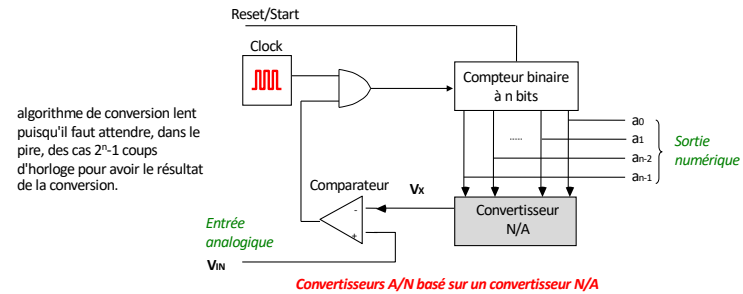 Reset/Start
Clock
Compteur binaire
à n bits
algorithme de conversion lent
puisqu'il faut attendre, dans le
pire, des cas 2ⁿ-1 coups
d'horloge pour avoir le résultat
de la conversion.
a0
.....
a1
an-2
an-1
Sortie
numérique
Comparateur
Vx
-
+
Convertisseur
N/A
Entrée
analogique
VIN
Convertisseurs A/N basé sur un convertisseur N/A